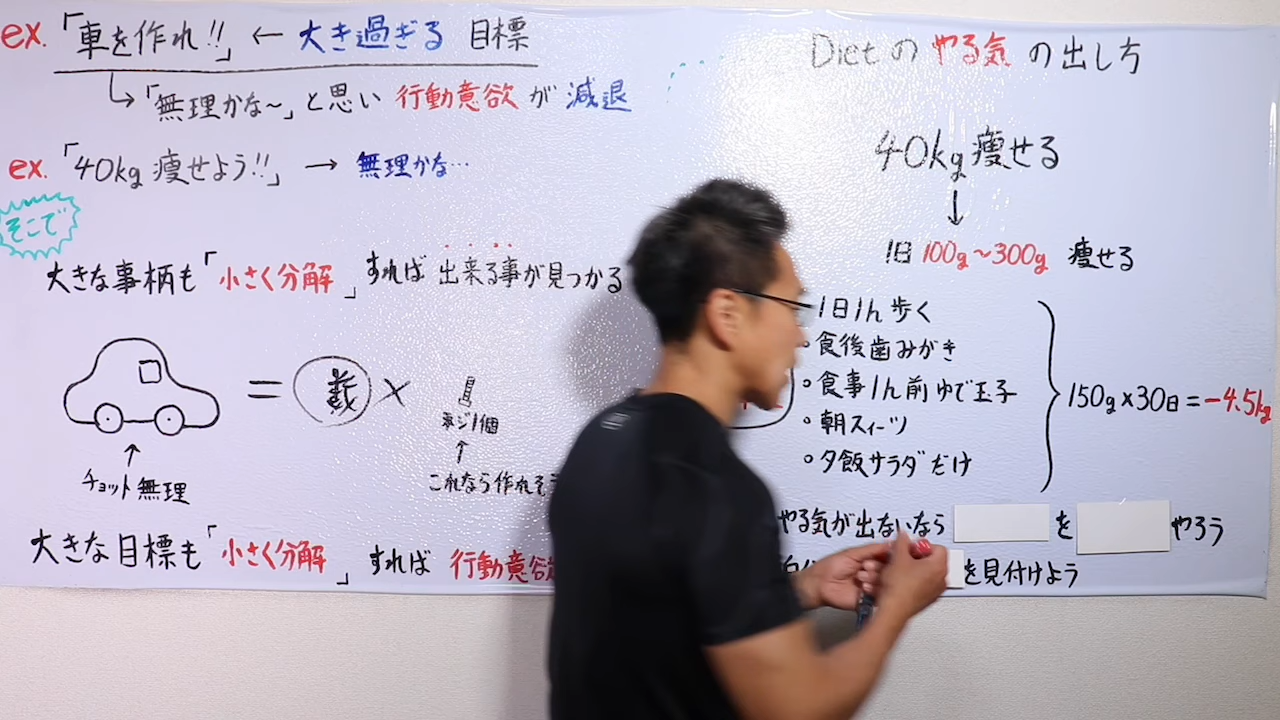 ex.「車を作れ!!」← 大き過ぎる 目標
「無理かな〜」と思い 行動意欲 が 減退
ex.「40kg 痩せよう!!」 → 無理かな…
そこで
大きな事柄も「小さく分解」すれば 出来る事が見つかる
= 数 ×
ネジ1個
チョット無理
これなら作れそ
大きな目標も「小さく分解」すれば 行動意欲
Dietの やる気 の出し方
40kg 痩せる
↓
1日 100g〜300g 痩せる
1日1h 歩く
食後歯みがき
食事1h前 ゆで玉子
朝スイーツ
夕飯サラダだけ
150g×30日=-4.5kg
やる気が出ないなら を やろう
を見付けよう